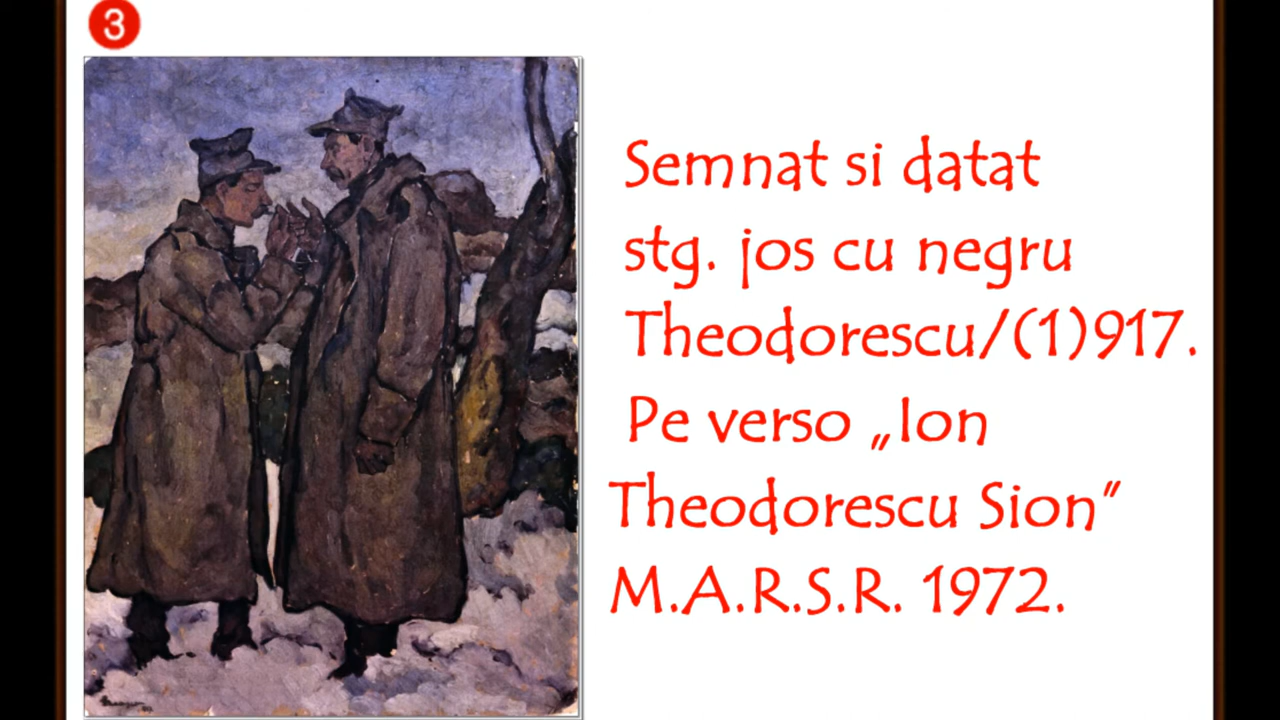 3
Semnat si datat
stg. jos cu negru
Theodorescu/(1)917.
Pe verso „Ion
Theodorescu Sion”
M.A.R.S.R. 1972.